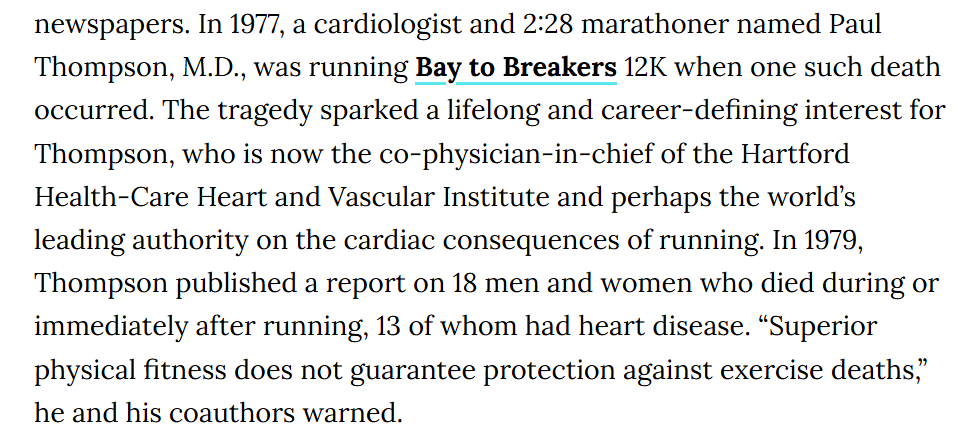 newspapers. In 1977, a cardiologist and 2:28 marathoner named Paul
Thompson, M.D., was running Bay to Breakers 12K when one such death
occurred. The tragedy sparked a lifelong and career-defining interest for
Thompson, who is now the co-physician-in-chief of the Hartford
Health-Care Heart and Vascular Institute and perhaps the world’s
leading authority on the cardiac consequences of running. In 1979,
Thompson published a report on 18 men and women who died during or
immediately after running, 13 of whom had heart disease. “Superior
physical fitness does not guarantee protection against exercise deaths,”
he and his coauthors warned.